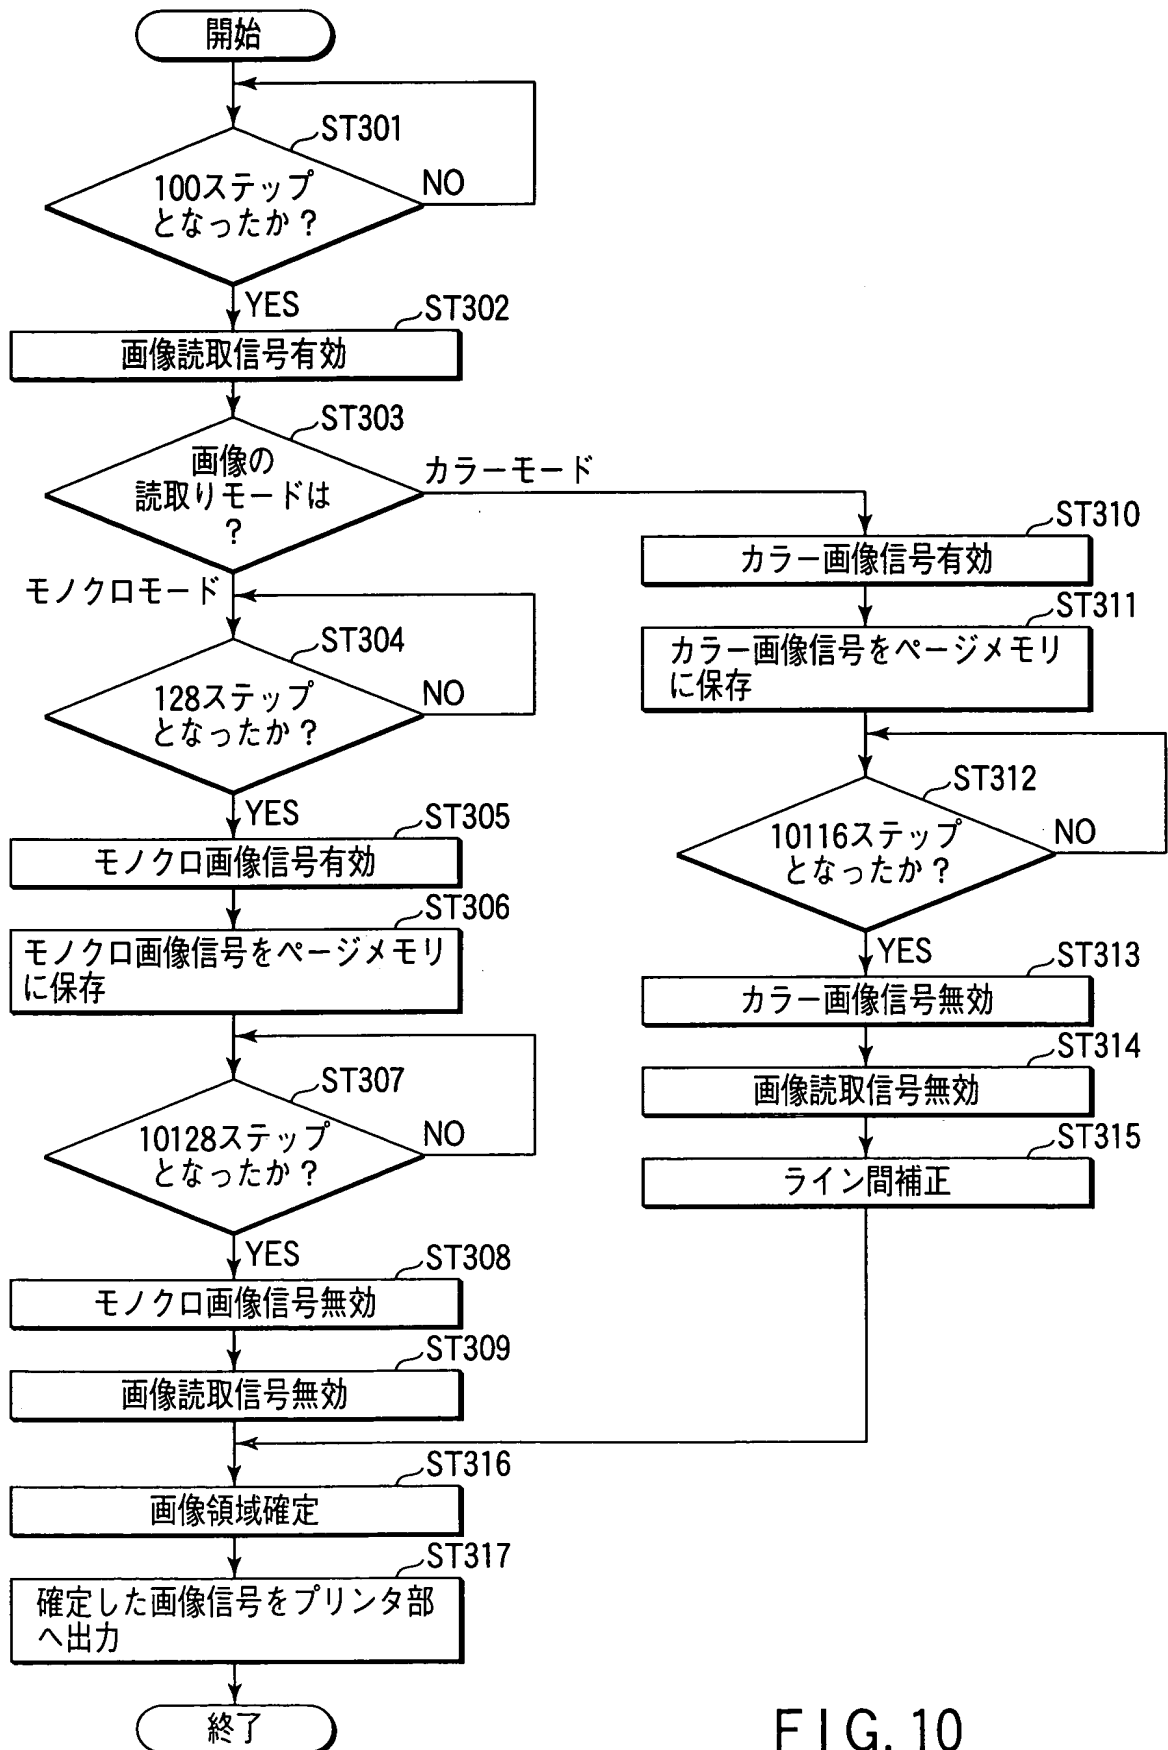 開始
ST301
100ステップ
となったか？
NO
YES
ST302
画像読取信号有効
ST303
画像の
読取りモードは
？
カラーモード
モノクロモード
ST304
128ステップ
となったか？
NO
YES
ST305
モノクロ画像信号有効
ST306
モノクロ画像信号をページメモリ
に保存
ST307
10128ステップ
となったか？
NO
YES
ST308
モノクロ画像信号無効
ST309
画像読取信号無効
ST310
カラー画像信号有効
ST311
カラー画像信号をページメモリ
に保存
ST312
10116ステップ
となったか？
NO
YES
ST313
カラー画像信号無効
ST314
画像読取信号無効
ST315
ライン間補正
ST316
画像領域確定
ST317
確定した画像信号をプリンタ部
へ出力
終了
FIG. 10